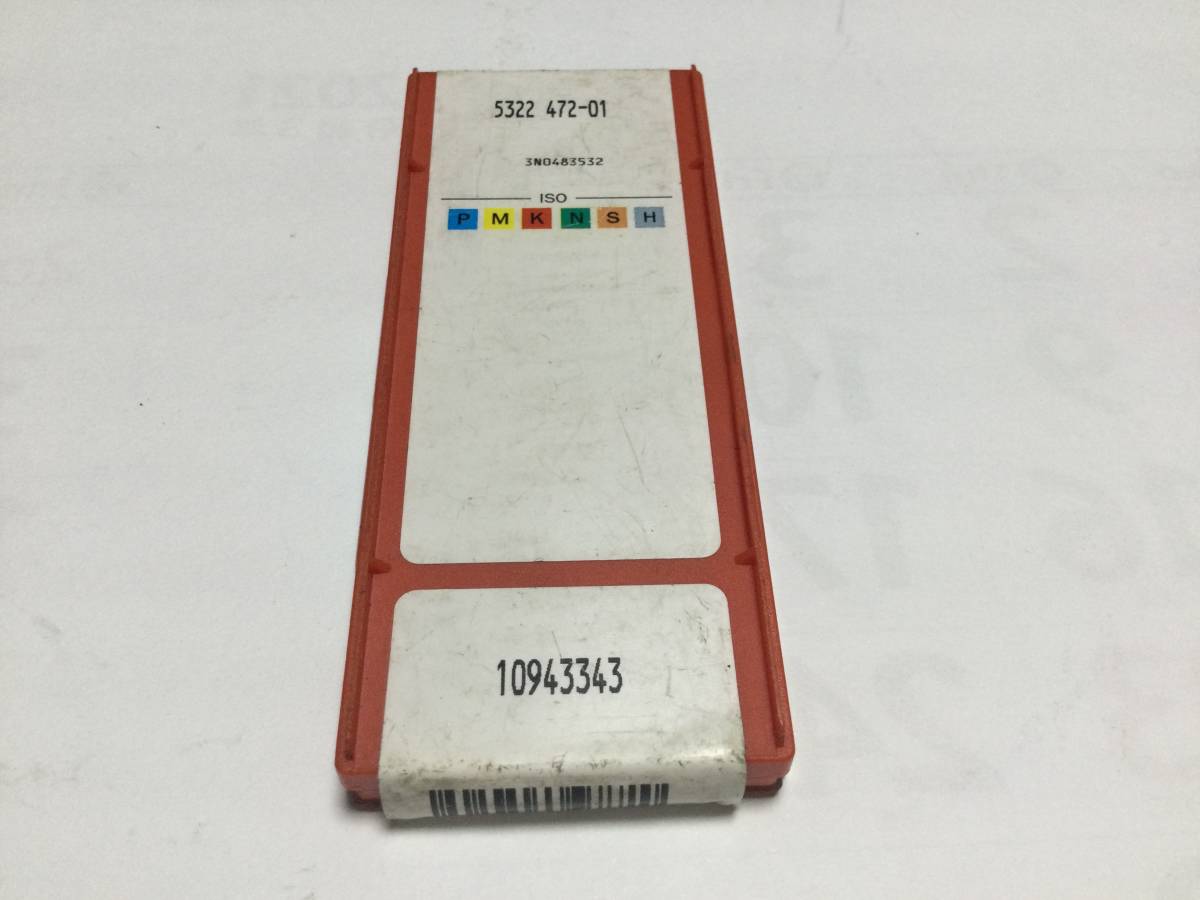 5322 472-01
3N0483532
ISO
P M K N S H
10943343